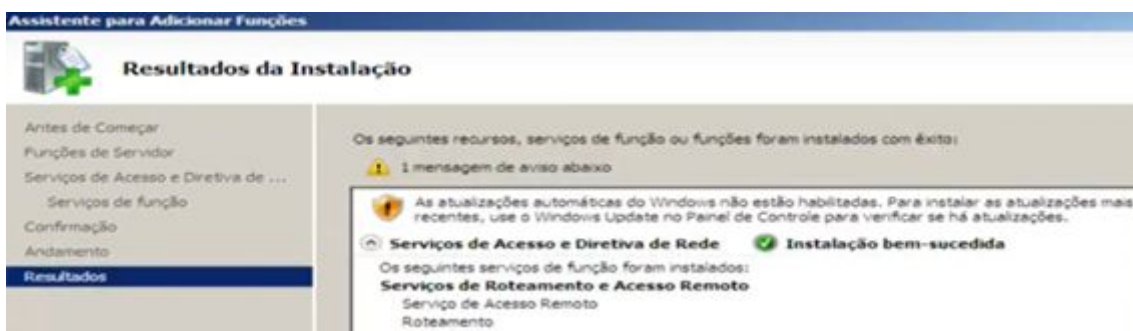 Assistente para Adicionar Funções
Resultados da Instalação
Antes de Começar
Funções de Servidor
Serviços de Acesso e Diretiva de ...
Serviços de função
Confirmação
Andamento
Resultados
Os seguintes recursos, serviços de função ou funções foram instalados com êxito:
1 mensagem de aviso abaixo
As atualizações automáticas do Windows não estão habilitadas. Para instalar as atualizações mais
recentes, use o Windows Update no Painel de Controle para verificar se há atualizações.
Serviços de Acesso e Diretiva de Rede Instalação bem-sucedida
Os seguintes serviços de função foram instalados:
Serviços de Roteamento e Acesso Remoto
Serviço de Acesso Remoto
Roteamento